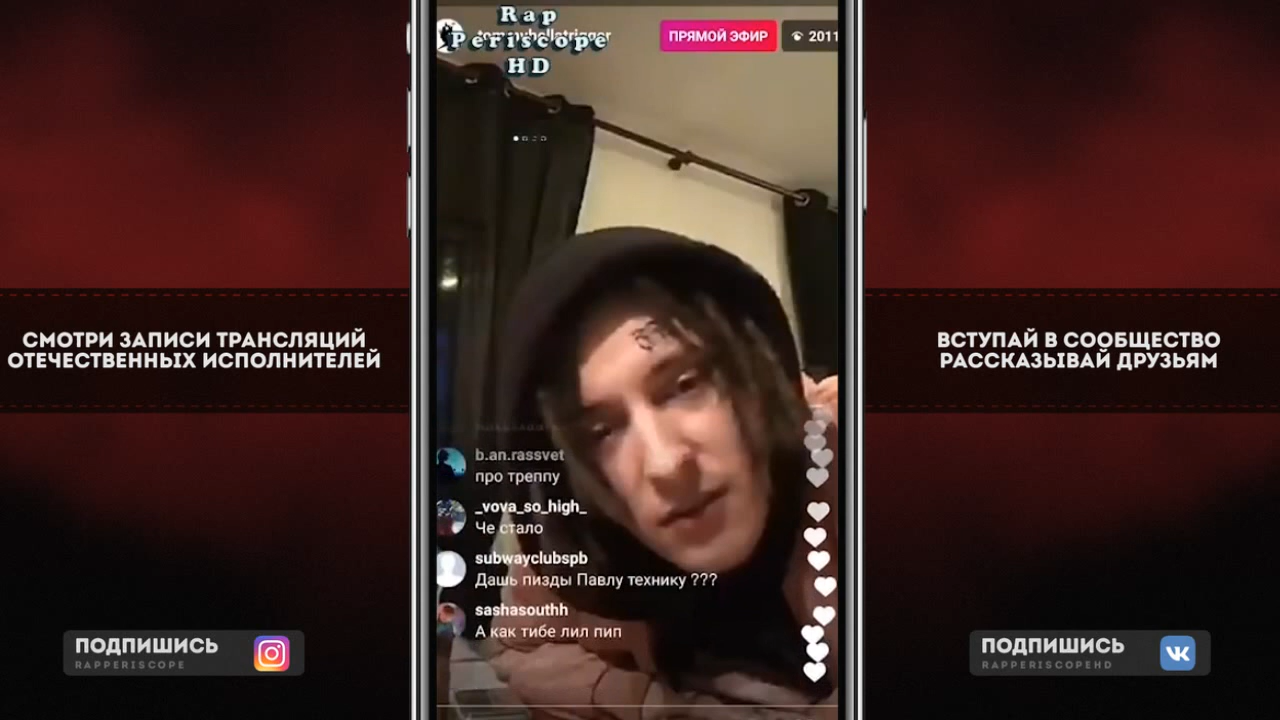 Rap
Periscope
HD
ПРЯМОЙ ЭФИР
2011
СМОТРИ ЗАПИСИ ТРАНСЛЯЦИЙ
ОТЕЧЕСТВЕННЫХ ИСПОЛНИТЕЛЕЙ
ВСТУПАЙ В СООБЩЕСТВО
РАССКАЗЫВАЙ ДРУЗЬЯМ
b.an.rassvet
про треппу
_vova_so_high_
Че стало
subwayclubspb
Дашь пизды Павлу технику ???
sashasouthh
А как тибе лил пип
ПОДПИШИСЬ
RAPPERISCOPE
ПОДПИШИСЬ
RAPPERISCOPEHD